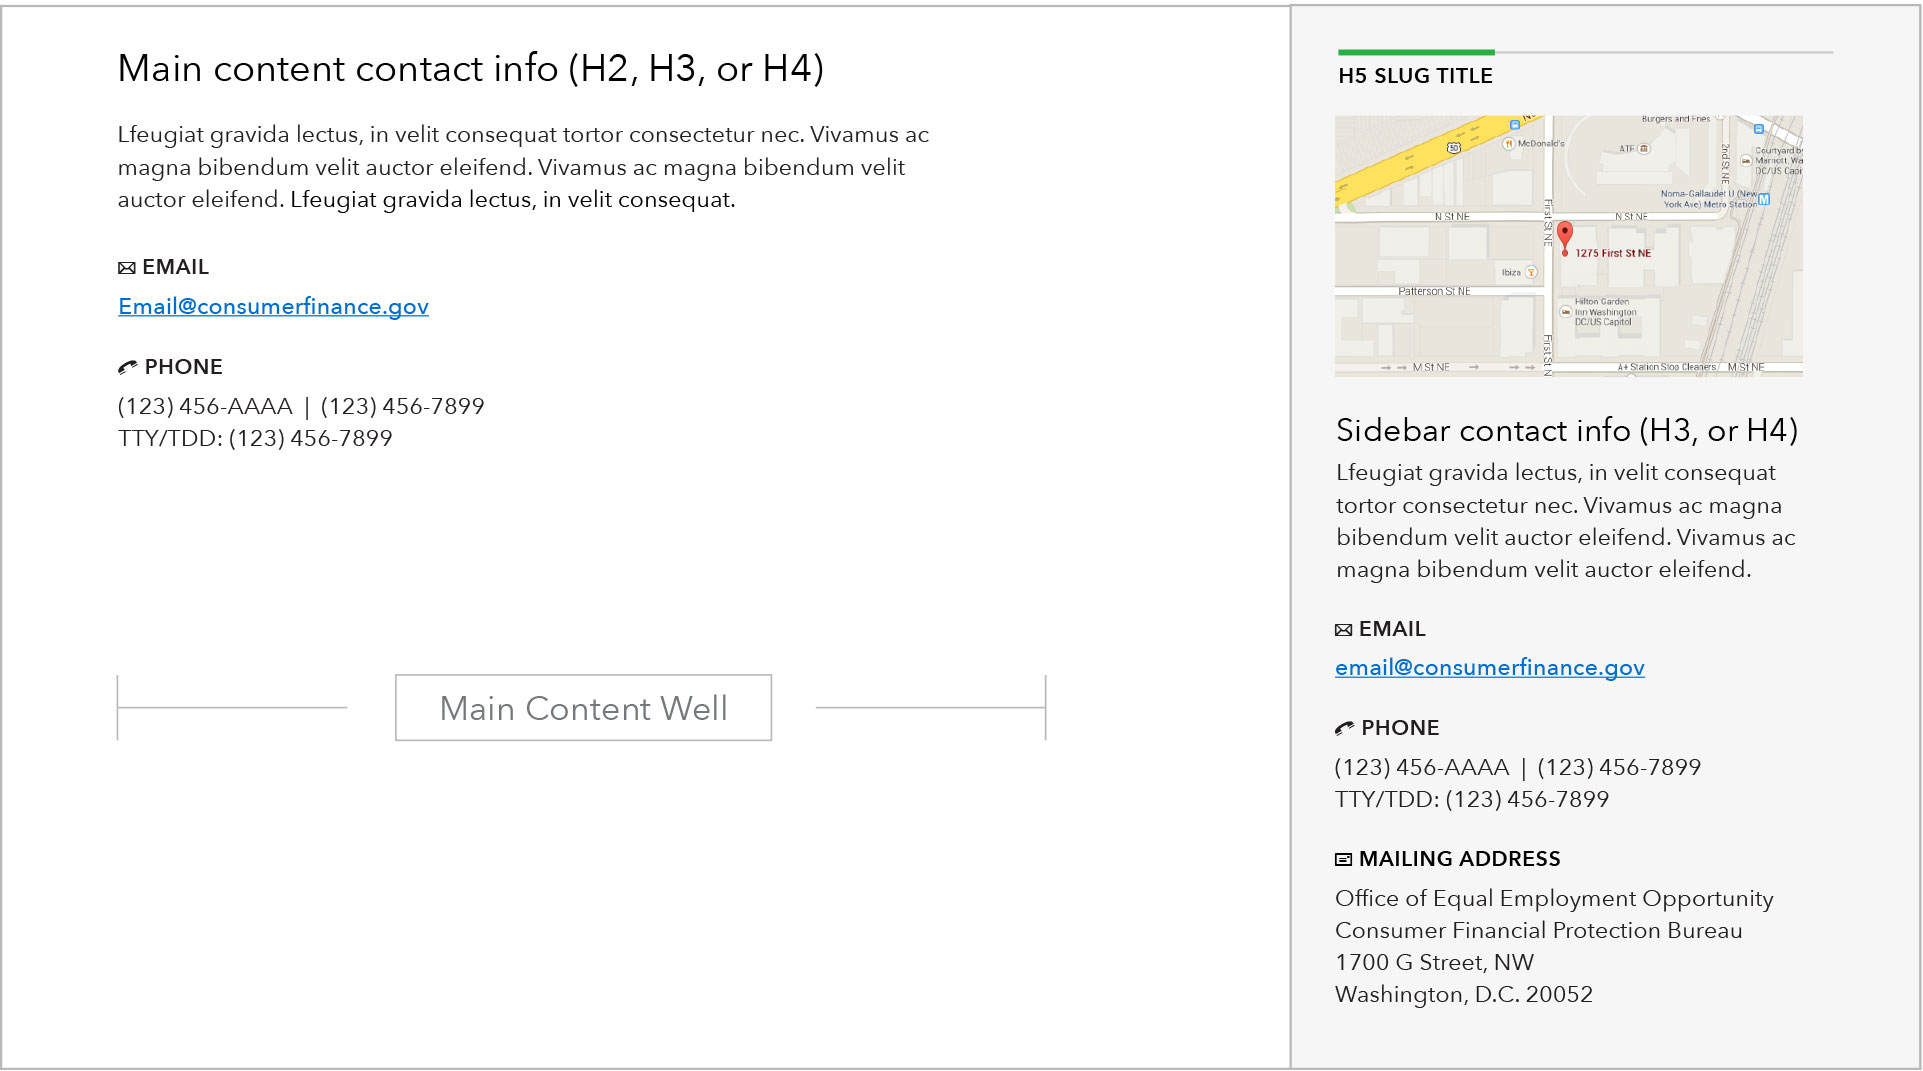 Main content contact info (H2, H3, or H4)
Lfeugiat gravida lectus, in velit consequat tortor consectetur nec. Vivamus ac
magna bibendum velit auctor eleifend. Vivamus ac magna bibendum velit
auctor eleifend. Lfeugiat gravida lectus, in velit consequat.
EMAIL
Email@consumerfinance.gov
PHONE
(123) 456-AAAA | (123) 456-7899
TTY/TDD: (123) 456-7899
Main Content Well
H5 SLUG TITLE
Burgers and Fries
50
McDonald's
ATF
2nd St NE
Courtyard by
Marriott, Wa
DC/US Capi
Noma-Gallaudet U (New
York Ave) Metro Station
M
N St NE
First St NE
N St NE
1275 First St NE
Ibiza
Patterson St NE
Hilton Garden
Inn Washington
DC/US Capitol
First St N
M St NE
A+ Station Stop Cleaners
M St NE
Sidebar contact info (H3, or H4)
Lfeugiat gravida lectus, in velit consequat
tortor consectetur nec. Vivamus ac magna
bibendum velit auctor eleifend. Vivamus ac
magna bibendum velit auctor eleifend.
EMAIL
email@consumerfinance.gov
PHONE
(123) 456-AAAA | (123) 456-7899
TTY/TDD: (123) 456-7899
MAILING ADDRESS
Office of Equal Employment Opportunity
Consumer Financial Protection Bureau
1700 G Street, NW
Washington, D.C. 20052